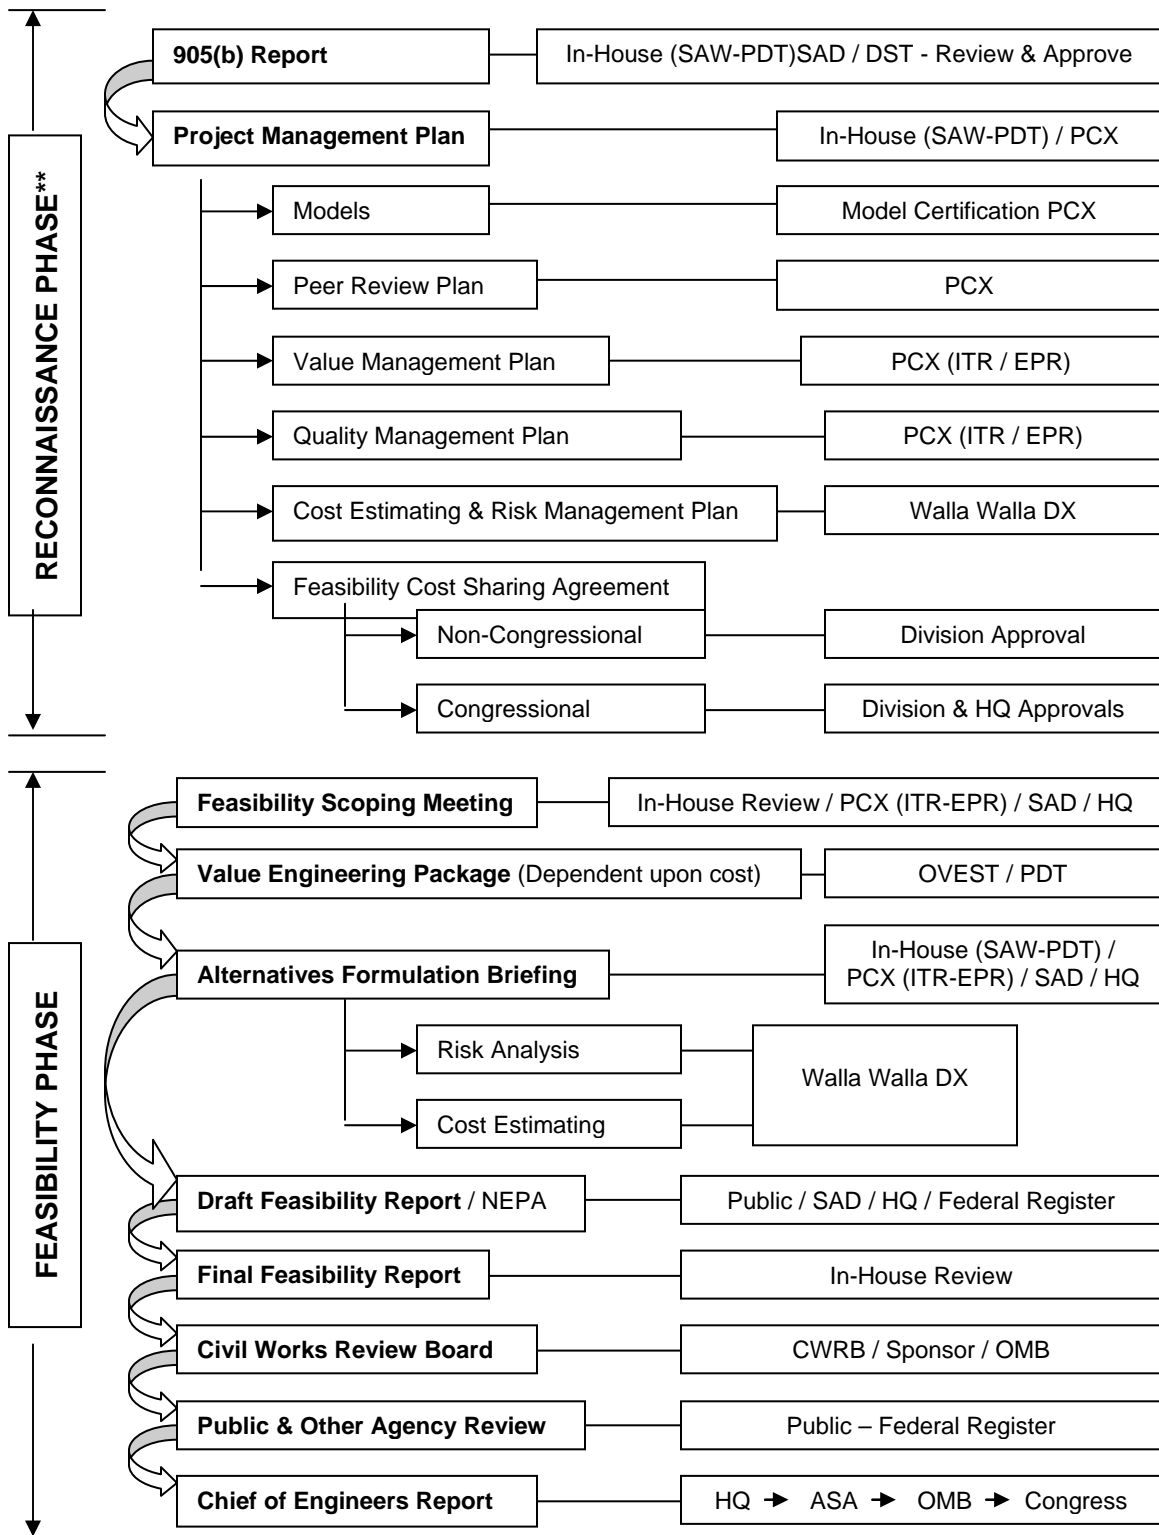 RECONNAISSANCE PHASE**
905(b) Report
In-House (SAW-PDT)SAD / DST - Review & Approve
Project Management Plan
In-House (SAW-PDT) / PCX
Models
Model Certification PCX
Peer Review Plan
PCX
Value Management Plan
PCX (ITR / EPR)
Quality Management Plan
PCX (ITR / EPR)
Cost Estimating & Risk Management Plan
Walla Walla DX
Feasibility Cost Sharing Agreement
Non-Congressional
Division Approval
Congressional
Division & HQ Approvals
FEASIBILITY PHASE
Feasibility Scoping Meeting
In-House Review / PCX (ITR-EPR) / SAD / HQ
Value Engineering Package (Dependent upon cost)
OVEST / PDT
Alternatives Formulation Briefing
In-House (SAW-PDT) /
PCX (ITR-EPR) / SAD / HQ
Risk Analysis
Walla Walla DX
Cost Estimating
Draft Feasibility Report / NEPA
Public / SAD / HQ / Federal Register
Final Feasibility Report
In-House Review
Civil Works Review Board
CWRB / Sponsor / OMB
Public & Other Agency Review
Public – Federal Register
Chief of Engineers Report
HQ → ASA → OMB → Congress